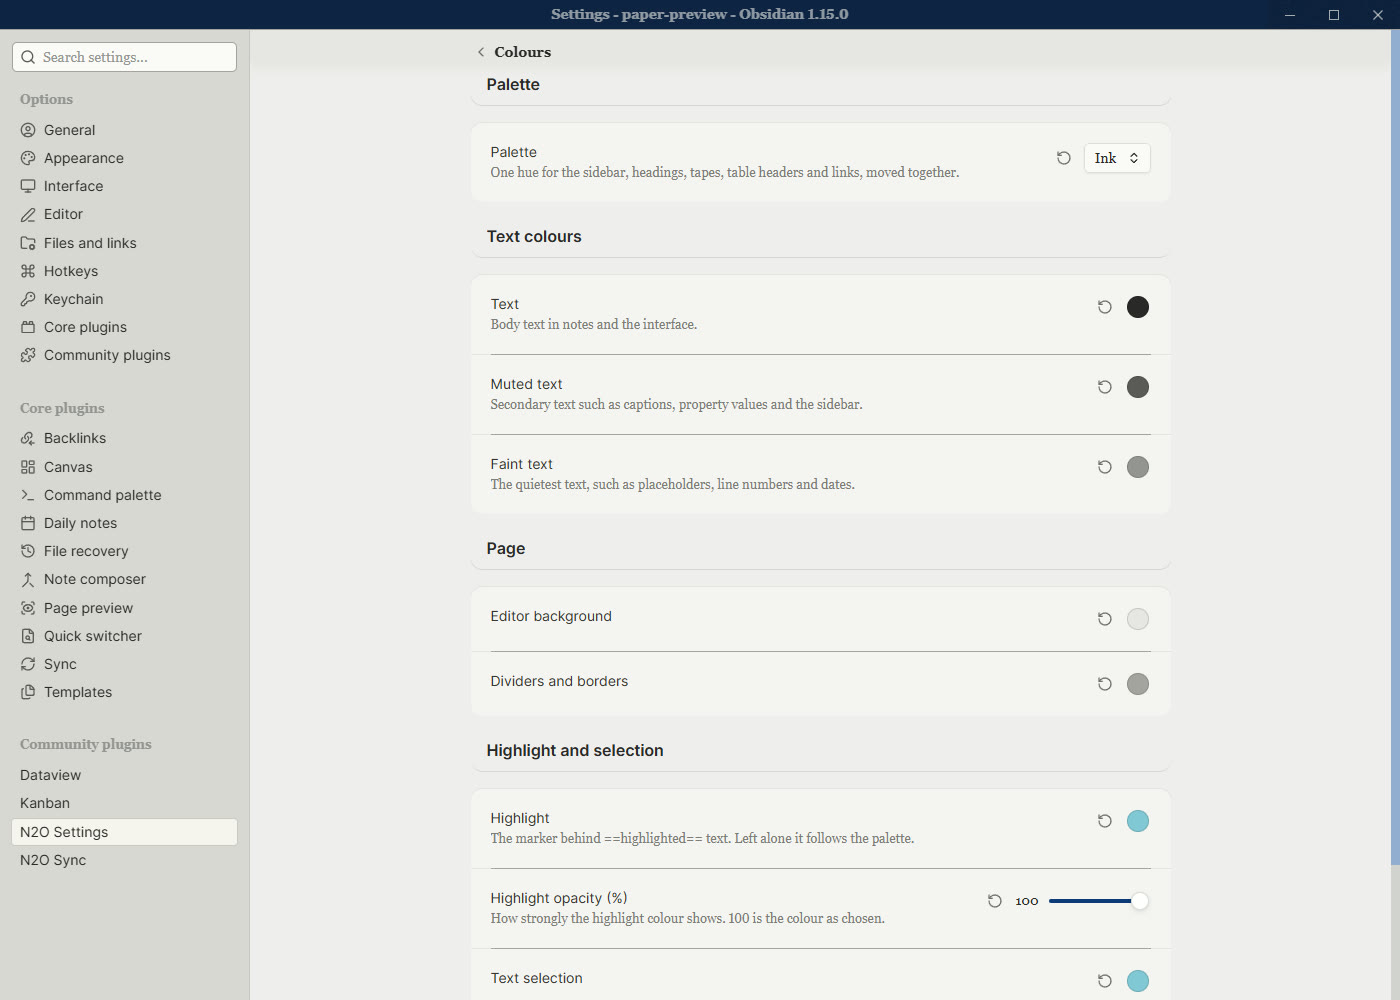 Settings - paper-preview - Obsidian 1.15.0
Search settings...
Options
General
Appearance
Interface
Editor
Files and links
Hotkeys
Keychain
Core plugins
Community plugins
Core plugins
Backlinks
Canvas
Command palette
Daily notes
File recovery
Note composer
Page preview
Quick switcher
Sync
Templates
Community plugins
Dataview
Kanban
N2O Settings
N2O Sync
Colours
Palette
Palette
One hue for the sidebar, headings, tapes, table headers and links, moved together.
Ink
Text colours
Text
Body text in notes and the interface.
Muted text
Secondary text such as captions, property values and the sidebar.
Faint text
The quietest text, such as placeholders, line numbers and dates.
Page
Editor background
Dividers and borders
Highlight and selection
Highlight
The marker behind ==highlighted== text. Left alone it follows the palette.
Highlight opacity (%)
How strongly the highlight colour shows. 100 is the colour as chosen.
100
Text selection